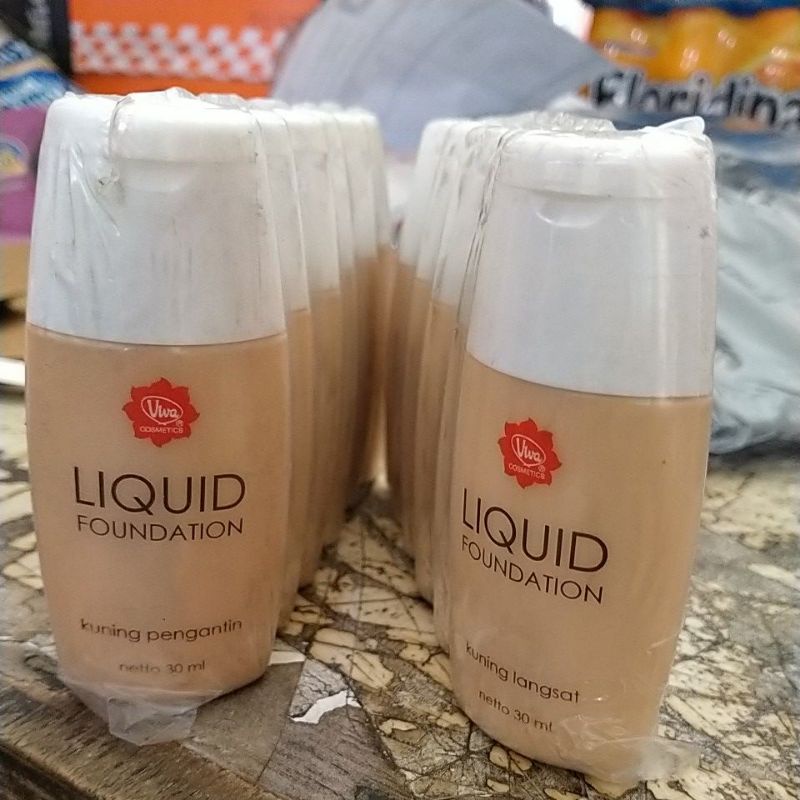 Floridina
Viva
COSMETICS
LIQUID
FOUNDATION
kuning pengantin
netto 30 ml
Viva
COSMETICS
LIQUID
FOUNDATION
kuning langsat
netto 30 ml